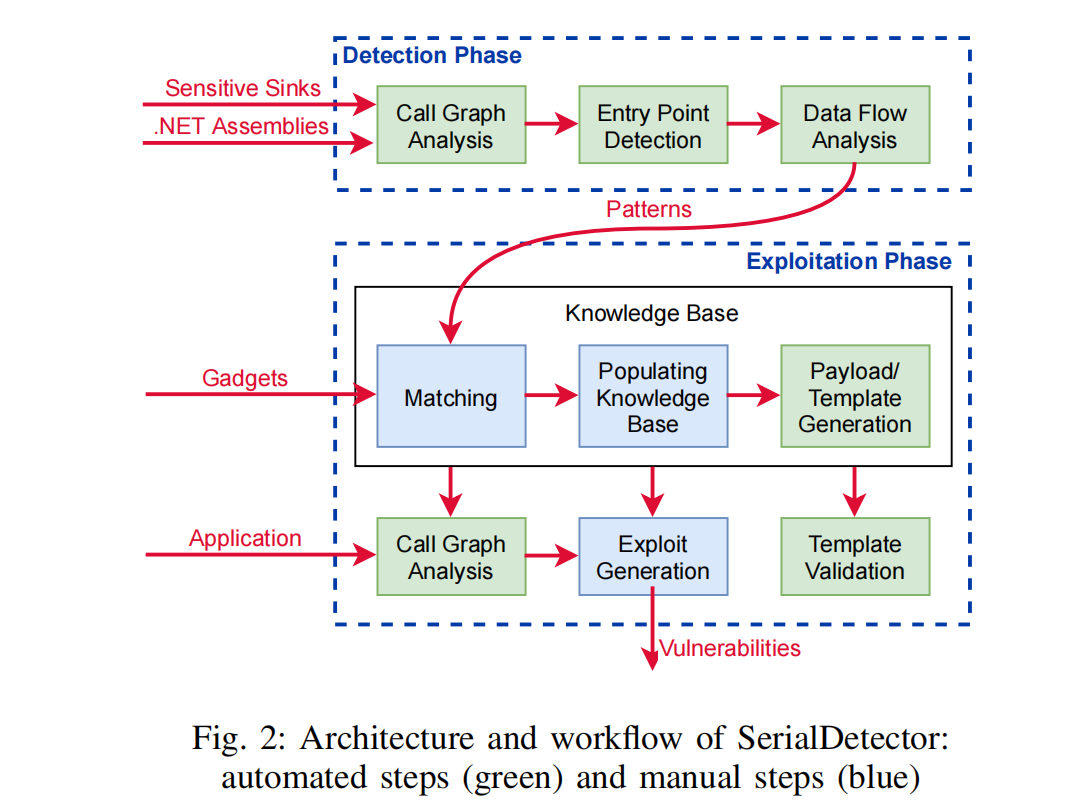 Detection Phase
Sensitive Sinks
.NET Assemblies
Call Graph
Analysis
Entry Point
Detection
Data Flow
Analysis
Patterns
Exploitation Phase
Knowledge Base
Gadgets
Matching
Populating
Knowledge
Base
Payload/
Template
Generation
Application
Call Graph
Analysis
Exploit
Generation
Template
Validation
Vulnerabilities
Fig. 2: Architecture and workflow of SerialDetector:
automated steps (green) and manual steps (blue)